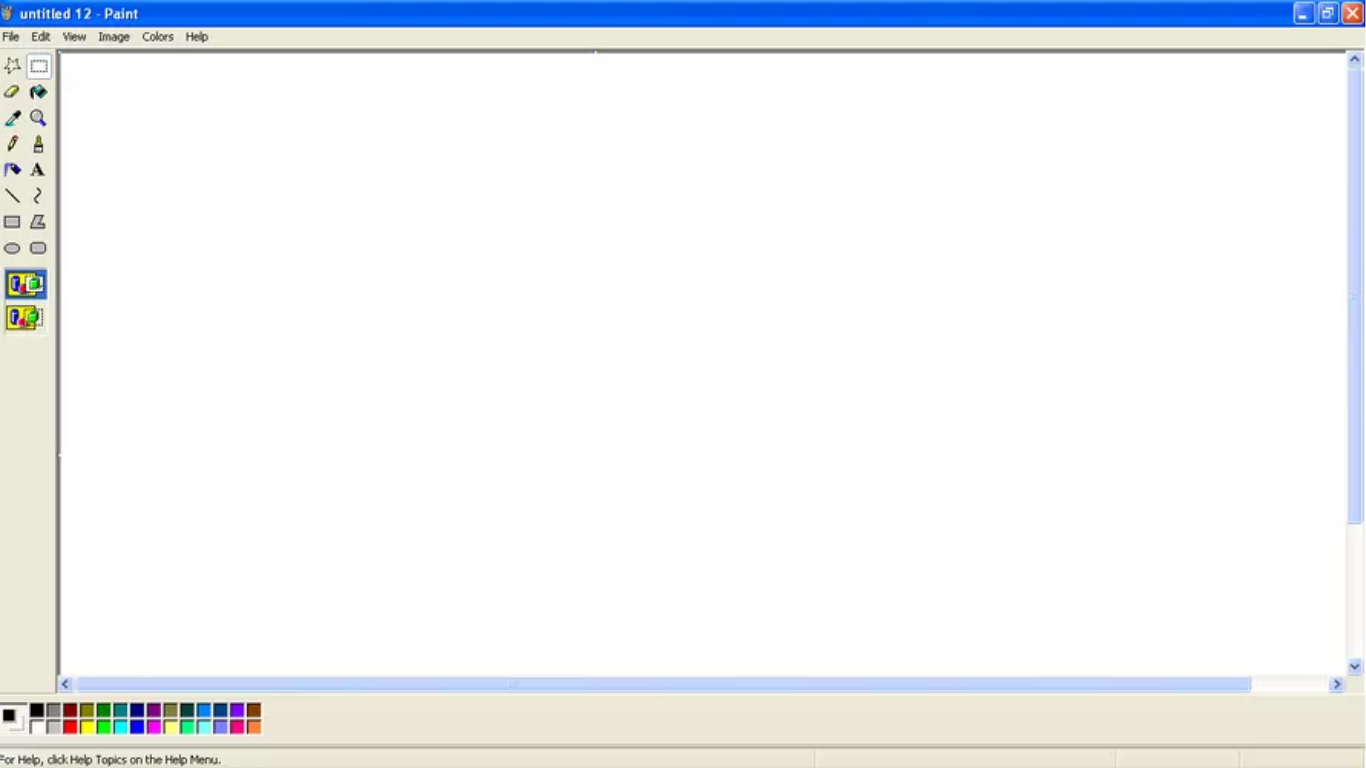 untitled 12 - Paint
File Edit View Image Colors Help
A
For Help, click Help Topics on the Help Menu.